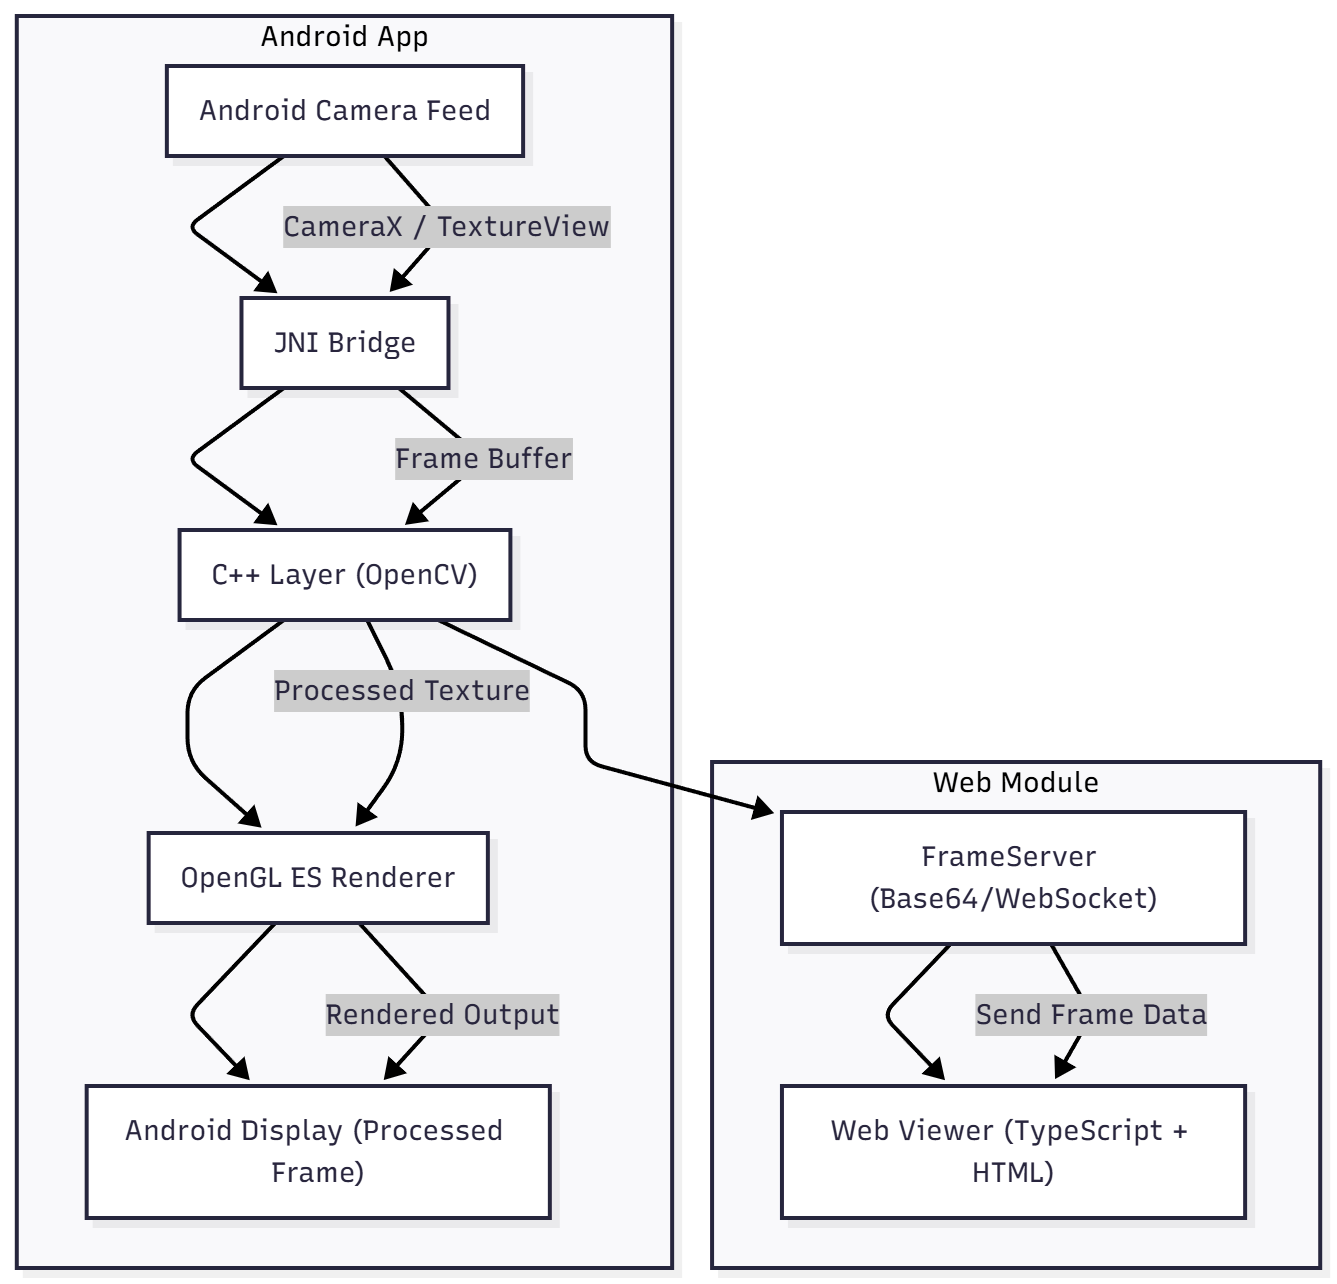 Android App
Android Camera Feed
CameraX / TextureView
JNI Bridge
Frame Buffer
C++ Layer (OpenCV)
Processed Texture
OpenGL ES Renderer
Rendered Output
Android Display (Processed
Frame)
Web Module
FrameServer
(Base64/WebSocket)
Send Frame Data
Web Viewer (TypeScript +
HTML)